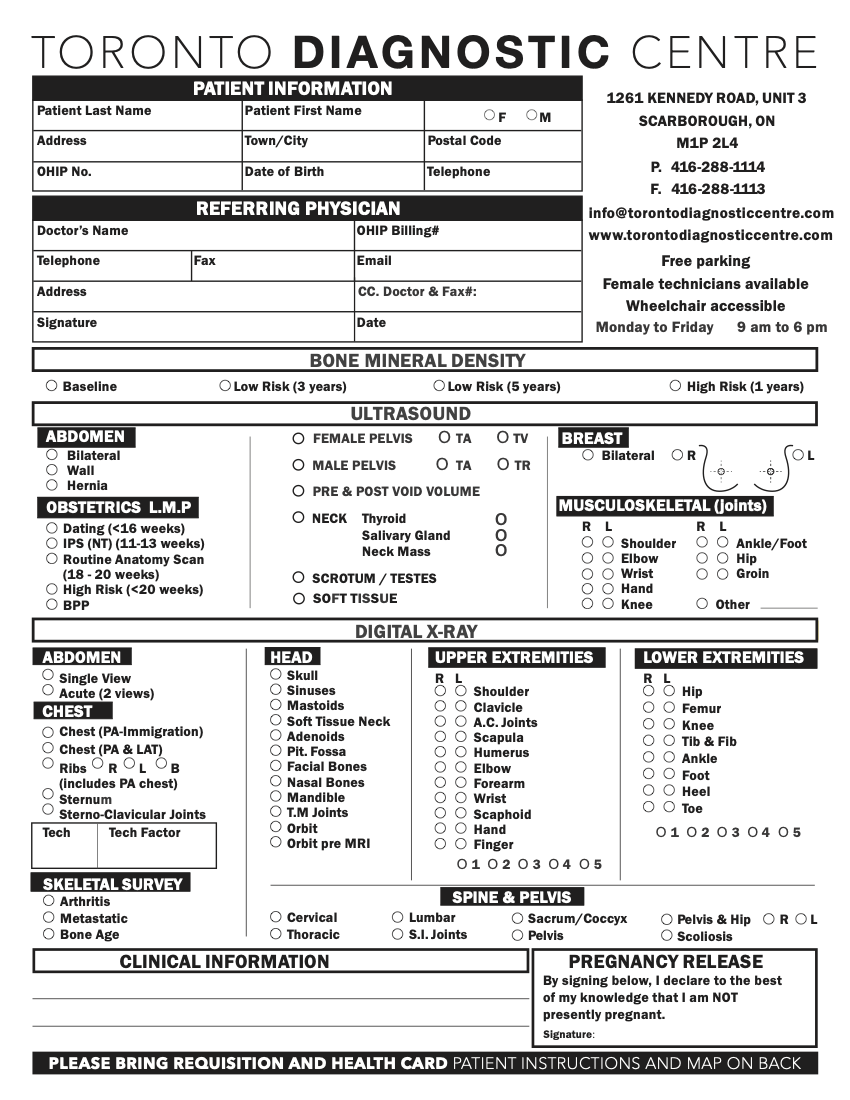 TORONTO DIAGNOSTIC CENTRE
PATIENT INFORMATION
Patient Last Name Patient First Name F M
Address Town/City Postal Code
OHIP No. Date of Birth Telephone
REFERRING PHYSICIAN
Doctor's Name OHIP Billing#
Telephone Fax Email
Address CC. Doctor & Fax#:
Signature Date
1261 KENNEDY ROAD, UNIT 3
SCARBOROUGH, ON
M1P 2L4
P. 416-288-1114
F. 416-288-1113
info@torontodiagnosticcentre.com
www.torontodiagnosticcentre.com
Free parking
Female technicians available
Wheelchair accessible
Monday to Friday 9 am to 6 pm
BONE MINERAL DENSITY
Baseline Low Risk (3 years) Low Risk (5 years) High Risk (1 years)
ULTRASOUND
ABDOMEN
Bilateral
Wall
Hernia
OBSTETRICS L.M.P
Dating (<16 weeks)
IPS (NT) (11-13 weeks)
Routine Anatomy Scan
(18 - 20 weeks)
High Risk (<20 weeks)
BPP
FEMALE PELVIS TA TV
MALE PELVIS TA TR
PRE & POST VOID VOLUME
NECK Thyroid
Salivary Gland
Neck Mass
SCROTUM / TESTES
SOFT TISSUE
BREAST
Bilateral R L
MUSCULOSKELETAL (Joints)
R L R L
Shoulder Ankle/Foot
Elbow Hip
Wrist Groin
Hand
Knee Other
DIGITAL X-RAY
ABDOMEN
Single View
Acute (2 views)
CHEST
Chest (PA-Immigration)
Chest (PA & LAT)
Ribs R L B
(includes PA chest)
Sternum
Sterno-Clavicular Joints
Tech Tech Factor
SKELETAL SURVEY
Arthritis
Metastatic
Bone Age
HEAD
Skull
Sinuses
Mastoids
Soft Tissue Neck
Adenoids
Pit. Fossa
Facial Bones
Nasal Bones
Mandible
T.M Joints
Orbit
Orbit pre MRI
UPPER EXTREMITIES
R L
Shoulder
Clavicle
A.C. Joints
Scapula
Humerus
Elbow
Forearm
Wrist
Scaphoid
Hand
Finger
1 2 3 4 5
LOWER EXTREMITIES
R L
Hip
Femur
Knee
Tib & Fib
Ankle
Foot
Heel
Toe
1 2 3 4 5
SPINE & PELVIS
Cervical Lumbar Sacrum/Coccyx Pelvis & Hip R L
Thoracic S.I. Joints Pelvis Scoliosis
CLINICAL INFORMATION
PREGNANCY RELEASE
By signing below, I declare to the best
of my knowledge that I am NOT
presently pregnant.
Signature:
PLEASE BRING REQUISITION AND HEALTH CARD PATIENT INSTRUCTIONS AND MAP ON BACK